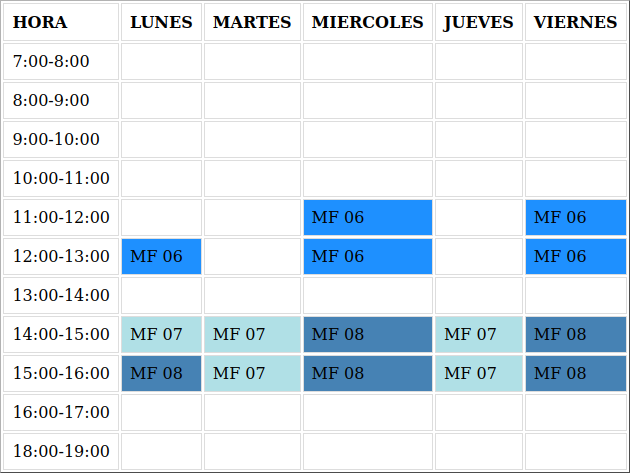 HORA LUNES MARTES MIERCOLES JUEVES VIERNES
7:00-8:00
8:00-9:00
9:00-10:00
10:00-11:00
11:00-12:00 MF 06 MF 06
12:00-13:00 MF 06 MF 06 MF 06
13:00-14:00
14:00-15:00 MF 07 MF 07 MF 08 MF 07 MF 08
15:00-16:00 MF 08 MF 07 MF 08 MF 07 MF 08
16:00-17:00
18:00-19:00